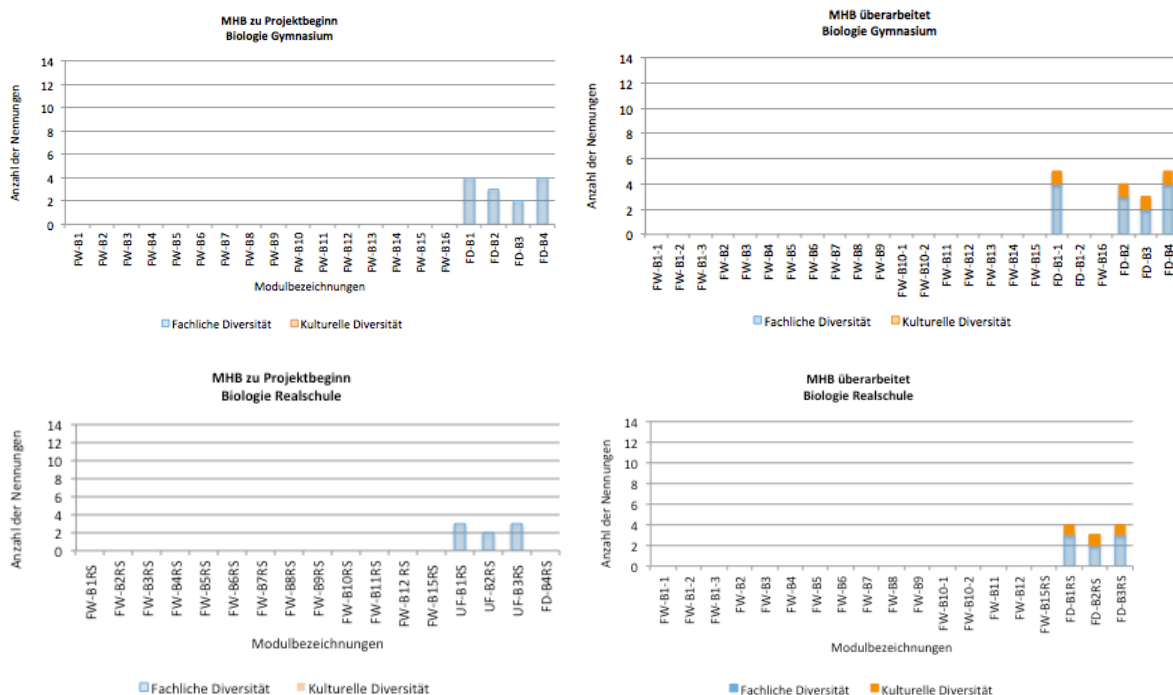 MHB zu Projektbeginn
Biologie Gymnasium
Anzahl der Nennungen
14
12
10
8
6
4
2
0
FW-B1
FW-B2
FW-B3
FW-B4
FW-B5
FW-B6
FW-B7
FW-B8
FW-B9
FW-B10
FW-B11
FW-B12
FW-B13
FW-B14
FW-B15
FW-B16
FD-B1
FD-B2
FD-B3
FD-B4
Modulbezeichnungen
Fachliche Diversität
Kulturelle Diversität
MHB überarbeitet
Biologie Gymnasium
Anzahl der Nennungen
14
12
10
8
6
4
2
0
FW-B1-1
FW-B1-2
FW-B1-3
FW-B2
FW-B3
FW-B4
FW-B5
FW-B6
FW-B7
FW-B8
FW-B9
FW-B10-1
FW-B10-2
FW-B11
FW-B12
FW-B13
FW-B14
FW-B15
FD-B1-1
FD-B1-2
FW-B16
FD-B2
FD-B3
FD-B4
Modulbezeichnungen
Fachliche Diversität
Kulturelle Diversität
MHB zu Projektbeginn
Biologie Realschule
Anzahl der Nennungen
14
12
10
8
6
4
2
0
FW-B1RS
FW-B2RS
FW-B3RS
FW-B4RS
FW-B5RS
FW-B6RS
FW-B7RS
FW-B8RS
FW-B9RS
FW-B10RS
FW-B11RS
FW-B12 RS
FW-B15RS
UF-B1RS
UF-B2RS
UF-B3RS
FD-B4RS
Modulbezeichnungen
Fachliche Diversität
Kulturelle Diversität
MHB überarbeitet
Biologie Realschule
Anzahl der Nennungen
14
12
10
8
6
4
2
0
FW-B1-1
FW-B1-2
FW-B1-3
FW-B2
FW-B3
FW-B4
FW-B5
FW-B6
FW-B7
FW-B8
FW-B9
FW-B10-1
FW-B10-2
FW-B11
FW-B12
FW-B15RS
FD-B1RS
FD-B2RS
FD-B3RS
Modulbezeichnungen
Fachliche Diversität
Kulturelle Diversität